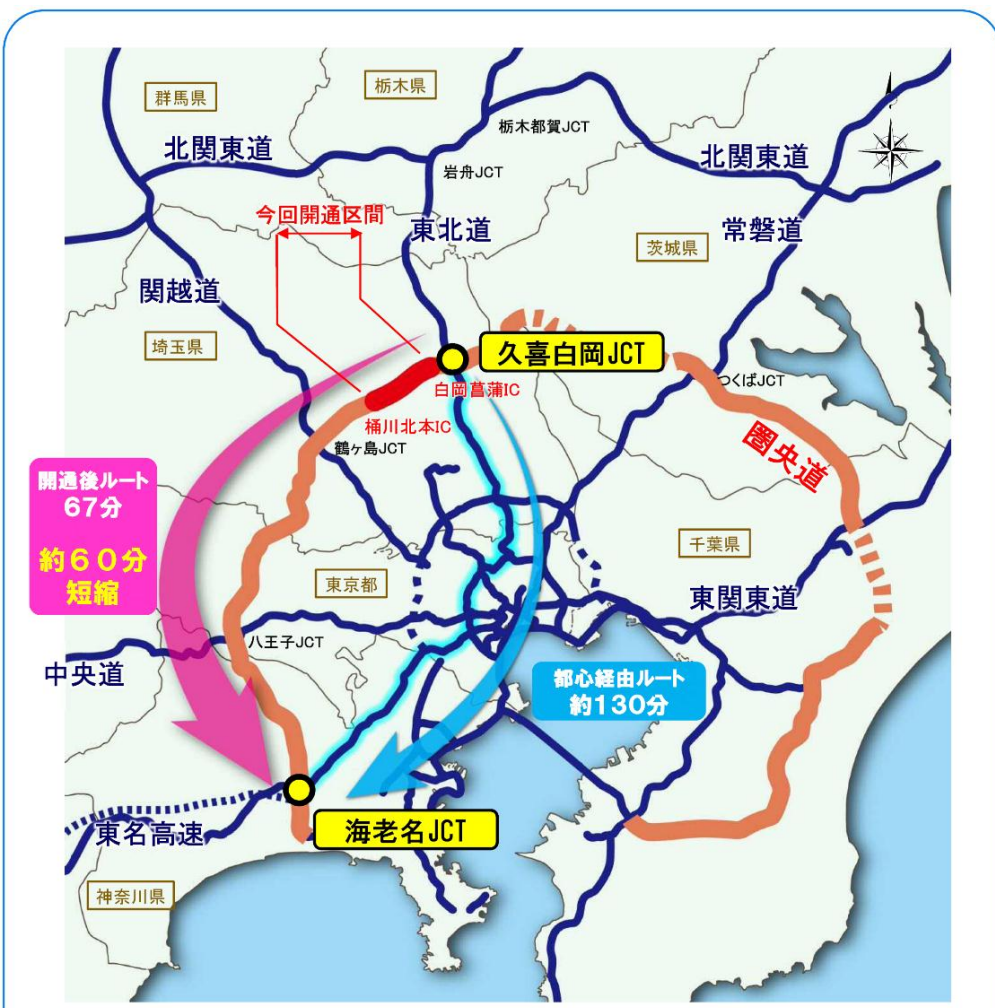 群馬県
栃木県
栃木都賀JCT
北関東道
北関東道
岩舟JCT
今回開通区間
東北道
常磐道
茨城県
関越道
埼玉県
久喜白岡JCT
白岡菖蒲IC
つくばJCT
桶川北本IC
鶴ヶ島JCT
圏央道
開通後ルート
67分
約60分
短縮
千葉県
東京都
東関東道
八王子JCT
中央道
都心経由ルート
約130分
東名高速
海老名JCT
神奈川県